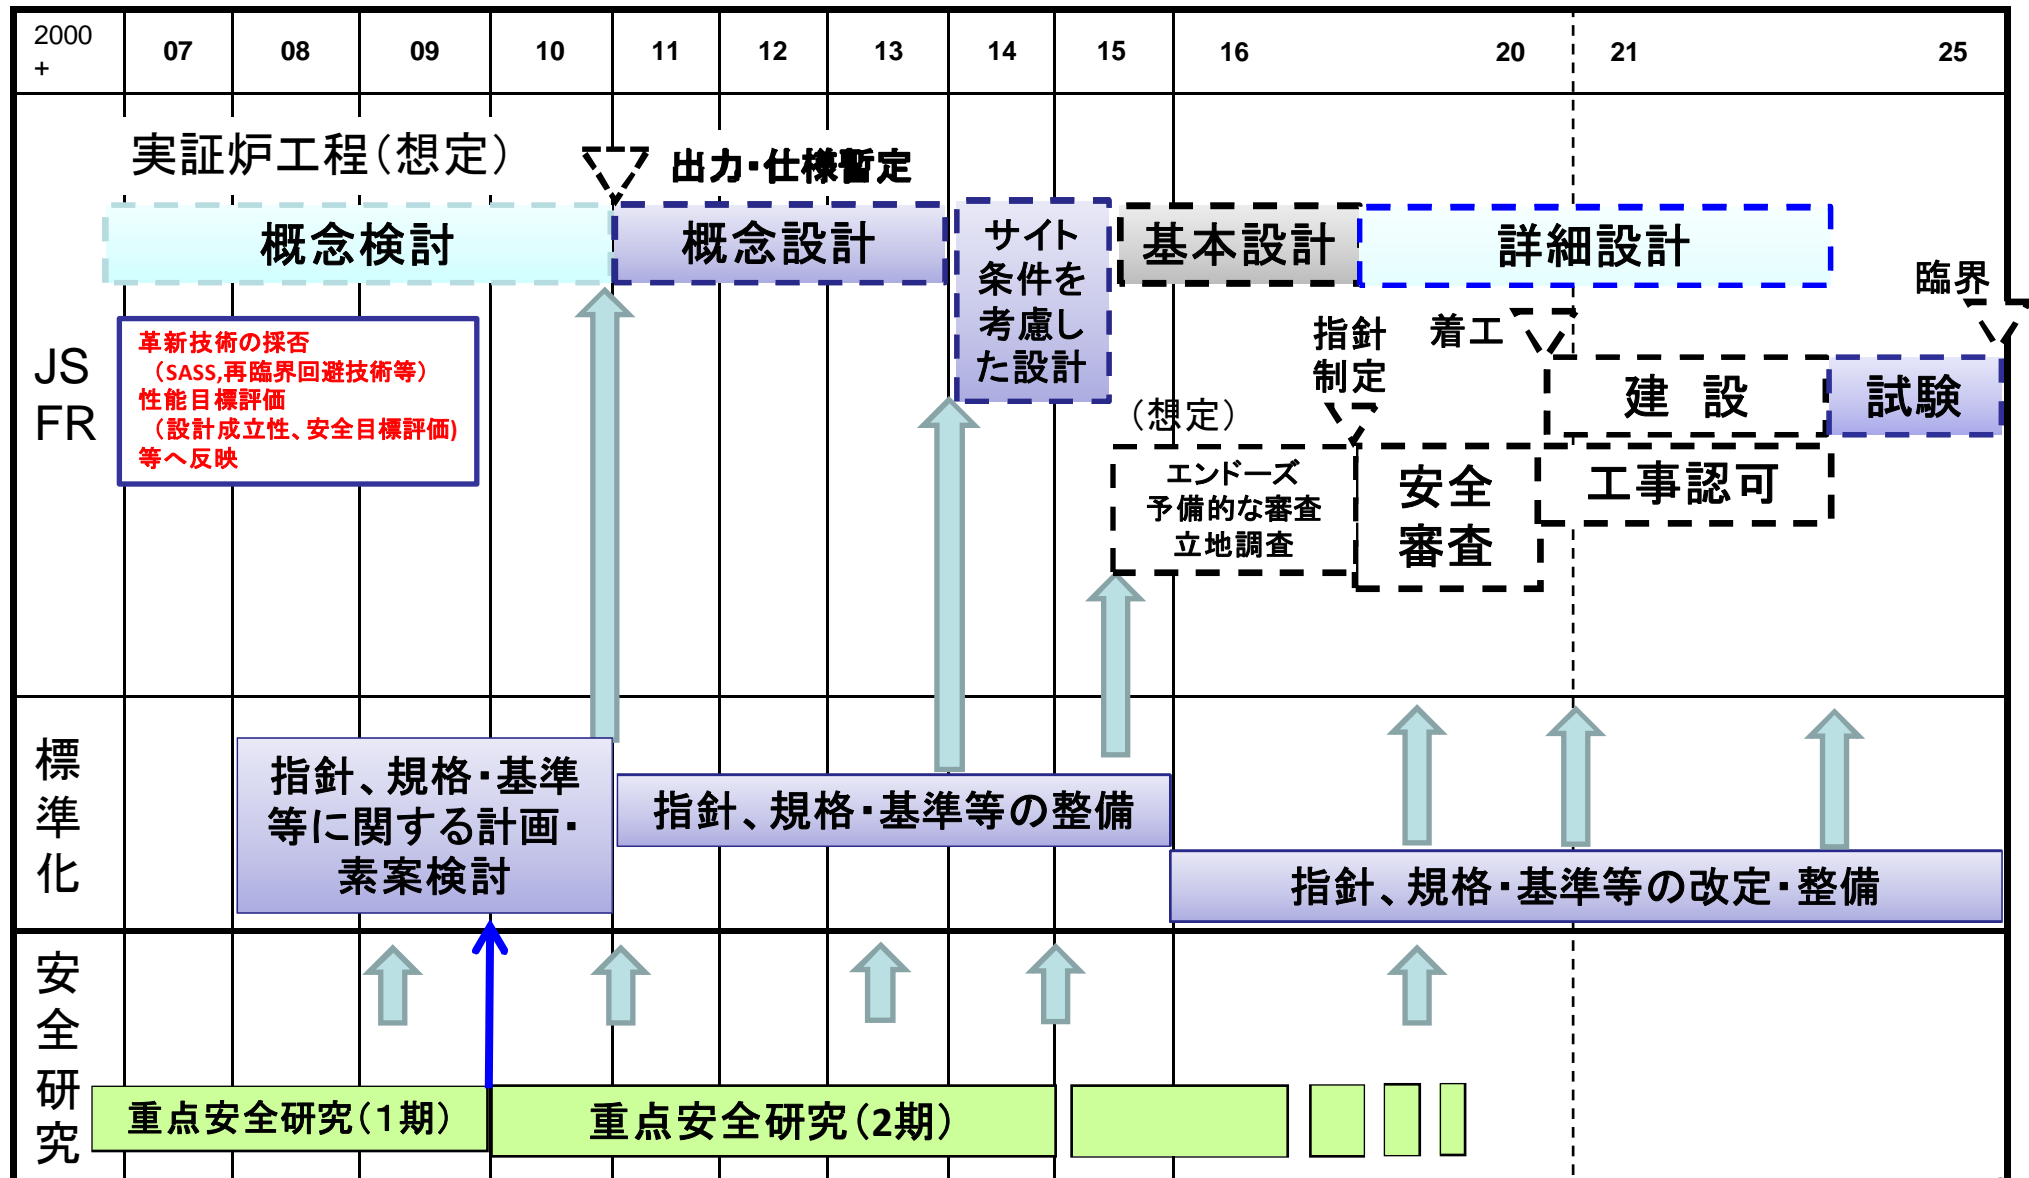 2000
+
07
08
09
10
11
12
13
14
15
16
20
21
25
JS
FR
実証炉工程（想定）
出力・仕様暫定
概念検討
概念設計
サイト
条件を
考慮し
た設計
基本設計
詳細設計
臨界
革新技術の採否
（SASS,再臨界回避技術等）
性能目標評価
（設計成立性、安全目標評価)
等へ反映
指針
制定
着工
建 設
試験
（想定）
エンドーズ
予備的な審査
立地調査
安全
審査
工事認可
標
準
化
指針、規格・基準
等に関する計画・
素案検討
指針、規格・基準等の整備
指針、規格・基準等の改定・整備
安
全
研
究
重点安全研究（１期）
重点安全研究（2期）